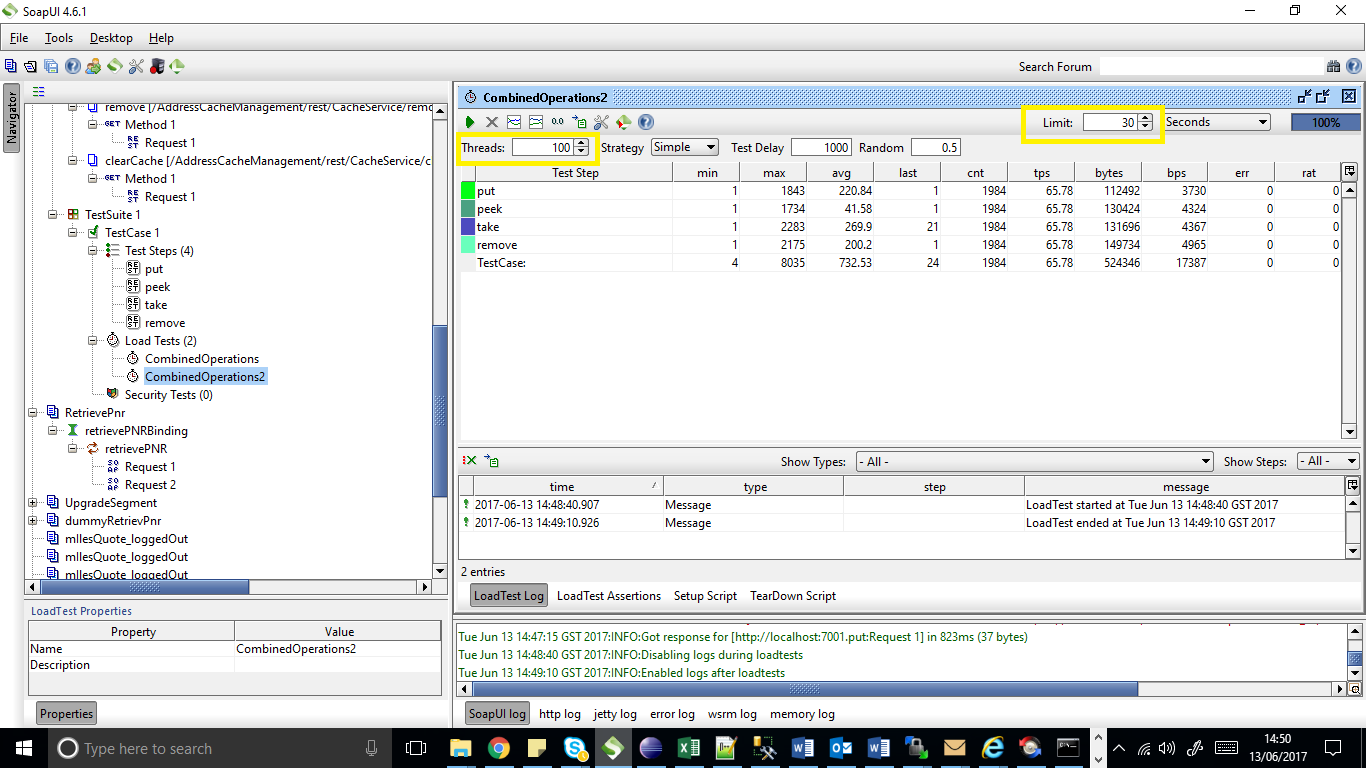 SoapUI 4.6.1
File Tools Desktop Help
Search Forum
Navigator
remove [/AddressCacheManagement/rest/CacheService/remo
GET Method 1
REST Request 1
clearCache [/AddressCacheManagement/rest/CacheService/c
GET Method 1
REST Request 1
TestSuite 1
TestCase 1
Test Steps (4)
REST put
REST peek
REST take
REST remove
Load Tests (2)
CombinedOperations
CombinedOperations2
Security Tests (0)
RetrievePnr
retrievePNRBinding
retrievePNR
SOAP Request 1
SOAP Request 2
UpgradeSegment
dummyRetrievPnr
mllesQuote_loggedOut
mllesQuote_loggedOut
mllesQuote_loggedOut
LoadTest Properties
Property Value
Name CombinedOperations2
Description
Properties
CombinedOperations2
0.0 Limit: 30 Seconds 100%
Threads: 100 Strategy Simple Test Delay 1000 Random 0.5
Test Step min max avg last cnt tps bytes bps err rat
put 1 1843 220.84 1 1984 65.78 112492 3730 0 0
peek 1 1734 41.58 1 1984 65.78 130424 4324 0 0
take 1 2283 269.9 21 1984 65.78 131696 4367 0 0
remove 1 2175 200.2 1 1984 65.78 149734 4965 0 0
TestCase: 4 8035 732.53 24 1984 65.78 524346 17387 0 0
Show Types: - All - Show Steps: - All -
time type step message
2017-06-13 14:48:40.907 Message LoadTest started at Tue Jun 13 14:48:40 GST 2017
2017-06-13 14:49:10.926 Message LoadTest ended at Tue Jun 13 14:49:10 GST 2017
2 entries
LoadTest Log LoadTest Assertions Setup Script TearDown Script
Tue Jun 13 14:47:15 GST 2017:INFO:Got response for [http://localhost:7001.put:Request 1] in 823ms (37 bytes)
Tue Jun 13 14:48:40 GST 2017:INFO:Disabling logs during loadtests
Tue Jun 13 14:49:10 GST 2017:INFO:Enabled logs after loadtests
SoapUI log http log jetty log error log wsrm log memory log
Type here to search
14:50
13/06/2017